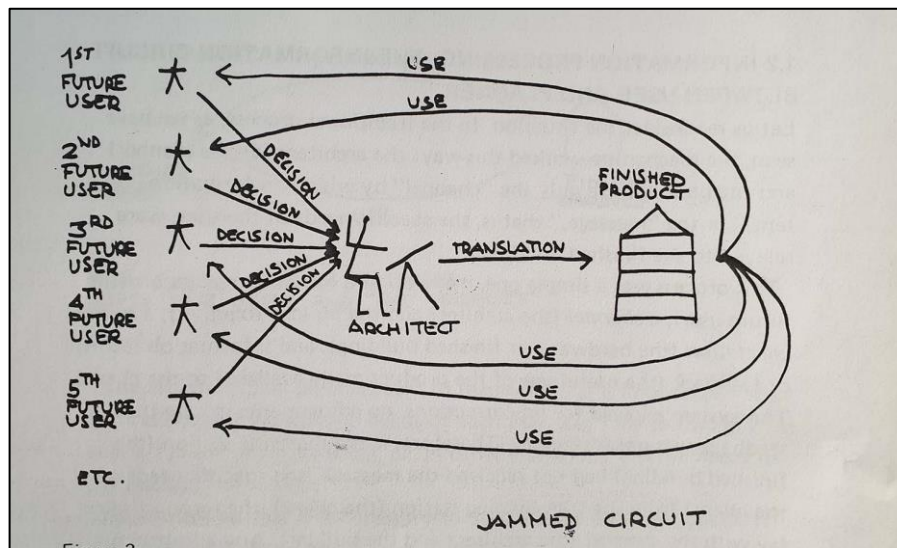 1ST
FUTURE
USER
2ND
FUTURE
USER
3RD
FUTURE
USER
4TH
FUTURE
USER
5TH
FUTURE
USER
ETC.
USE
USE
DECISION
DECISION
DECISION
DECISION
DECISION
ARCHITECT
TRANSLATION
FINISHED
PRODUCT
USE
USE
USE
JAMMED CIRCUIT